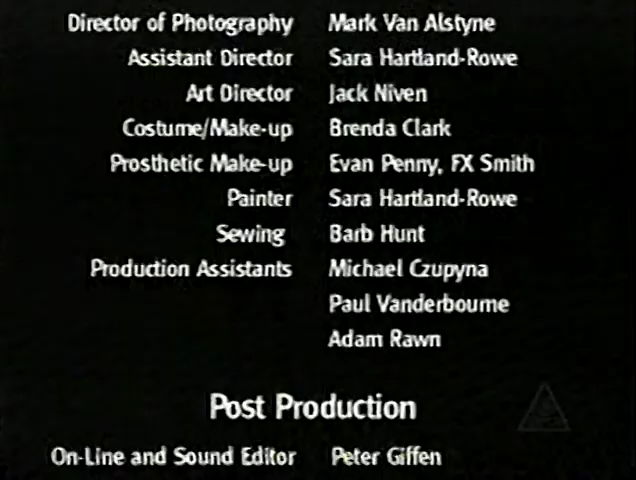 Director of Photography Mark Van Alstyne
Assistant Director Sara Hartland-Rowe
Art Director Jack Niven
Costume/Make-up Brenda Clark
Prosthetic Make-up Evan Penny, FX Smith
Painter Sara Hartland-Rowe
Sewing Barb Hunt
Production Assistants Michael Czupyna
Paul Vanderbourne
Adam Rawn
Post Production
On-Line and Sound Editor Peter Giffen